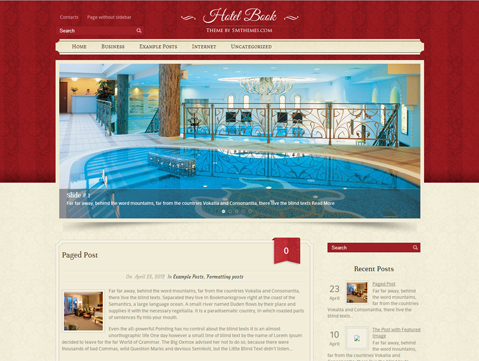 Contacts Page without sidebar
Hotel Book
Search
Theme by Smthemes.com
Home Business Example Posts Internet Uncategorized
Slide # 1
Far far away, behind the word mountains, far from the countries Vokalia and Consonantia, there live the blind texts Read More
0
Paged Post
On April 23, 2012 In Example Posts, Formatting posts
Far far away, behind the word mountains, far from the countries Vokalia and Consonantia,
there live the blind texts. Separated they live in Bookmarksgrove right at the coast of the
Semantics, a large language ocean. A small river named Duden flows by their place and
supplies it with the necessary regelialia. It is a paradisematic country, in which roasted parts
of sentences fly into your mouth
Even the all-powerful Pointing has no control about the blind texts it is an almost
unorthographic life One day however a small line of blind text by the name of Lorem Ipsum
decided to leave for the far World of Grammar. The Big Oxmox advised her not to do so, because there were
thousands of bad Commas, wild Question Marks and devious Semikoli, but the Little Blind Text didn't listen...
Search
Recent Posts
23
April
Paged Post
Far far away, behind
the word mountains,
far from the countries
Vokalia and Consonantia, there live the
blind texts.
10
April
The Post with Featured
Image
Far far away, behind
the word mountains,
far from the countries